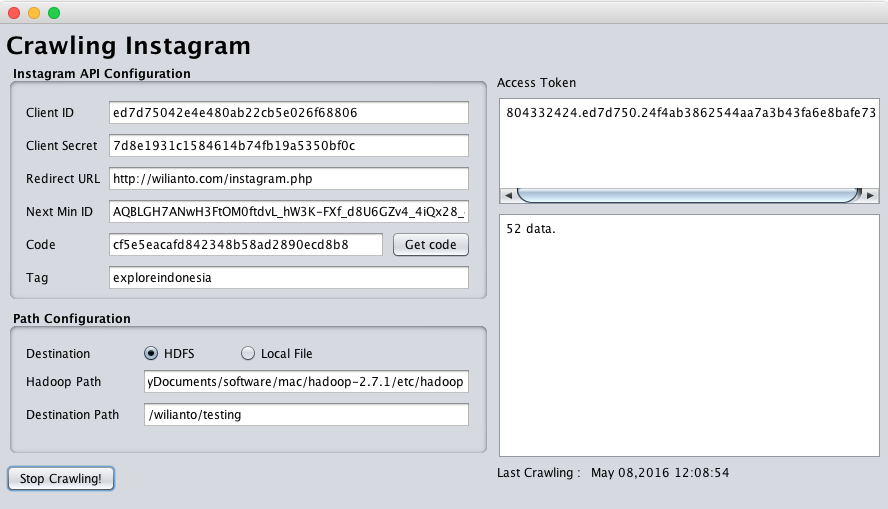 Crawling Instagram
Instagram API Configuration
Client ID ed7d75042e4e480ab22cb5e026f68806
Client Secret 7d8e1931c1584614b74fb19a5350bf0c
Redirect URL http://wilianto.com/instagram.php
Next Min ID AQBLGH7ANwH3FtOM0ftdvL_hW3K-FXf_d8U6GZv4_4iQx28_
Code cf5e5eacafd842348b58ad2890ecd8b8 Get code
Tag exploreindonesia
Path Configuration
Destination HDFS Local File
Hadoop Path yDocuments/software/mac/hadoop-2.7.1/etc/hadoop
Destination Path /wilianto/testing
Stop Crawling!
Access Token
804332424.ed7d750.24f4ab3862544aa7a3b43fa6e8bafe73
52 data.
Last Crawling : May 08,2016 12:08:54